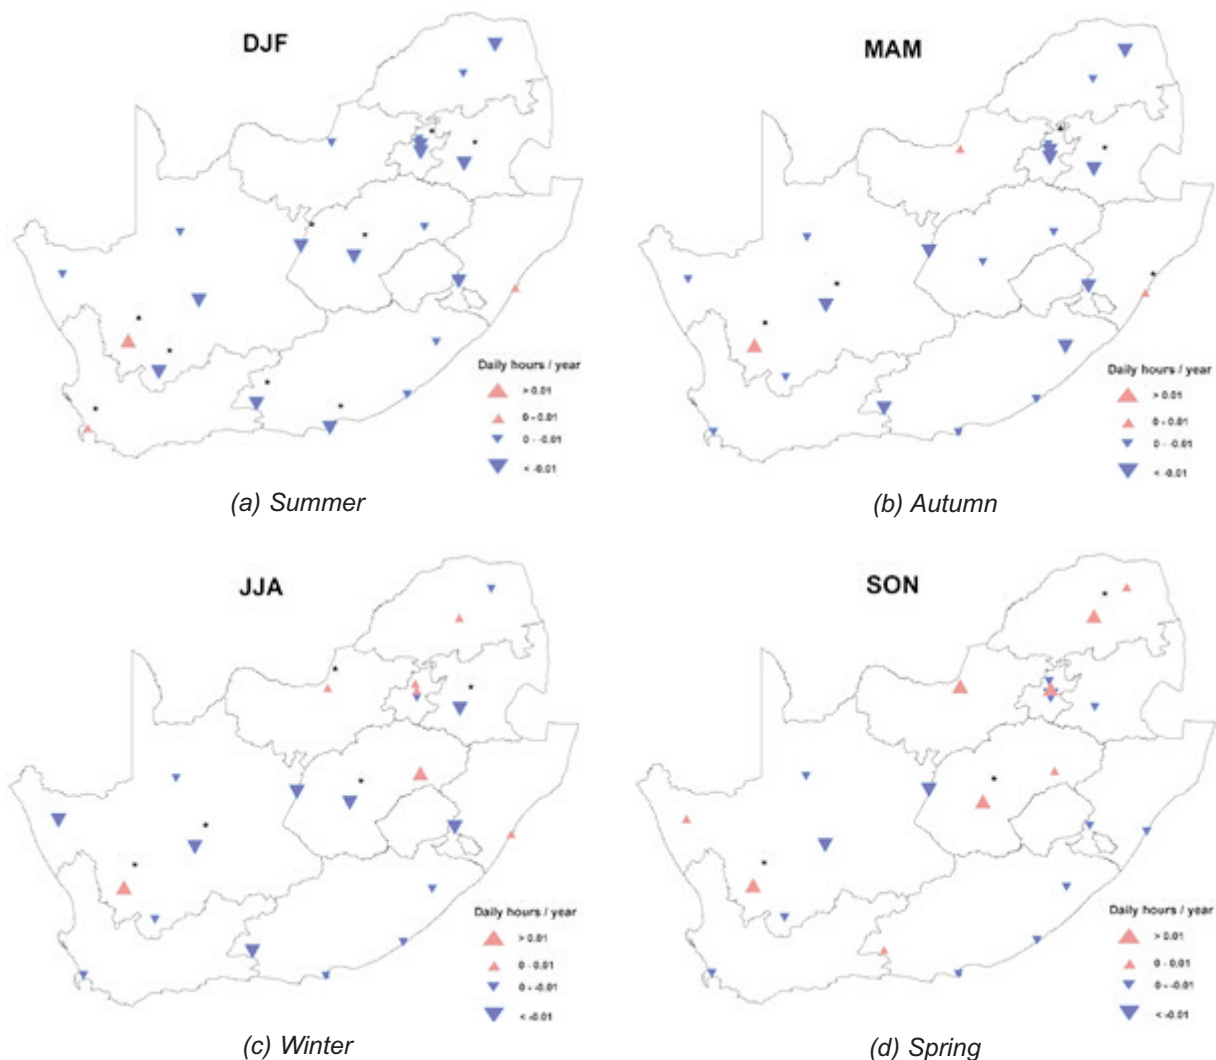 DJF
Daily hours / year
> 0.01
0 - 0.01
0 - -0.01
< -0.01
(a) Summer
MAM
Daily hours / year
> 0.01
0 - 0.01
0 - -0.01
< -0.01
(b) Autumn
JJA
Daily hours / year
> 0.01
0 - 0.01
0 - -0.01
< -0.01
(c) Winter
SON
Daily hours / year
> 0.01
0 - 0.01
0 - -0.01
< -0.01
(d) Spring